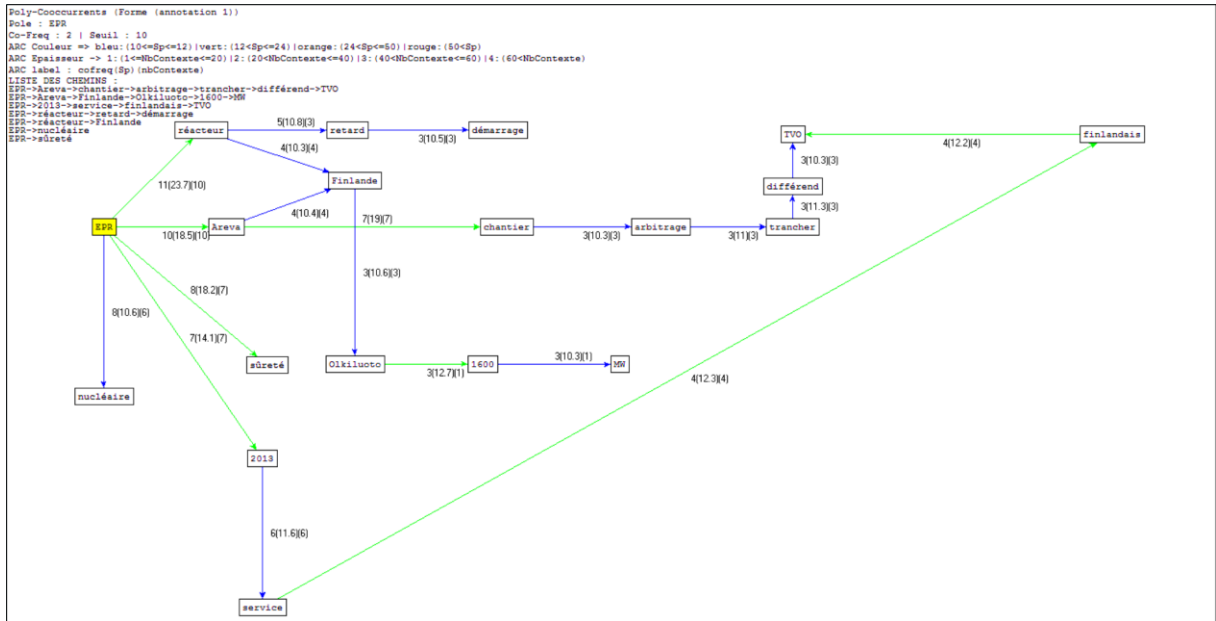 Poly-Cooccurrents (Forme (annotation 1))
Pole : EPR
Co-Freq : 2 | Seuil : 10
ARC Couleur => bleu:(10<=Sp<=12)|vert:(12<Sp<=24)|orange:(24<Sp<=50)|rouge:(50<Sp)
ARC Epaisseur -> 1:(1<=NbContexte<=20)|2:(20<NbContexte<=40)|3:(40<NbContexte<=60)|4:(60<NbContexte)
ARC label : cofreq(Sp)(nbContexte)
LISTE DES CHEMINS :
EPR->Areva->chantier->arbitrage->trancher->différend->TVO
EPR->Areva->Finlande->Olkiluoto->1600->MW
EPR->2013->service->finlandais->TVO
EPR->réacteur->retard->démarrage
EPR->réacteur->Finlande
EPR->nucléaire
EPR->sûreté
réacteur
5(10.8)(3)
retard
3(10.5)(3)
démarrage
TVO
4(12.2)(4)
finlandais
4(10.3)(4)
3(10.3)(3)
11(23.7)(10)
Finlande
différend
4(10.4)(4)
3(11.3)(3)
EPR
10(18.5)(10)
Areva
7(19)(7)
chantier
3(10.3)(3)
arbitrage
3(11)(3)
trancher
3(10.6)(3)
8(18.2)(7)
8(10.6)(6)
7(14.1)(7)
sûreté
Olkiluoto
3(12.7)(1)
1600
3(10.3)(1)
MW
4(12.3)(4)
nucléaire
2013
6(11.6)(6)
service